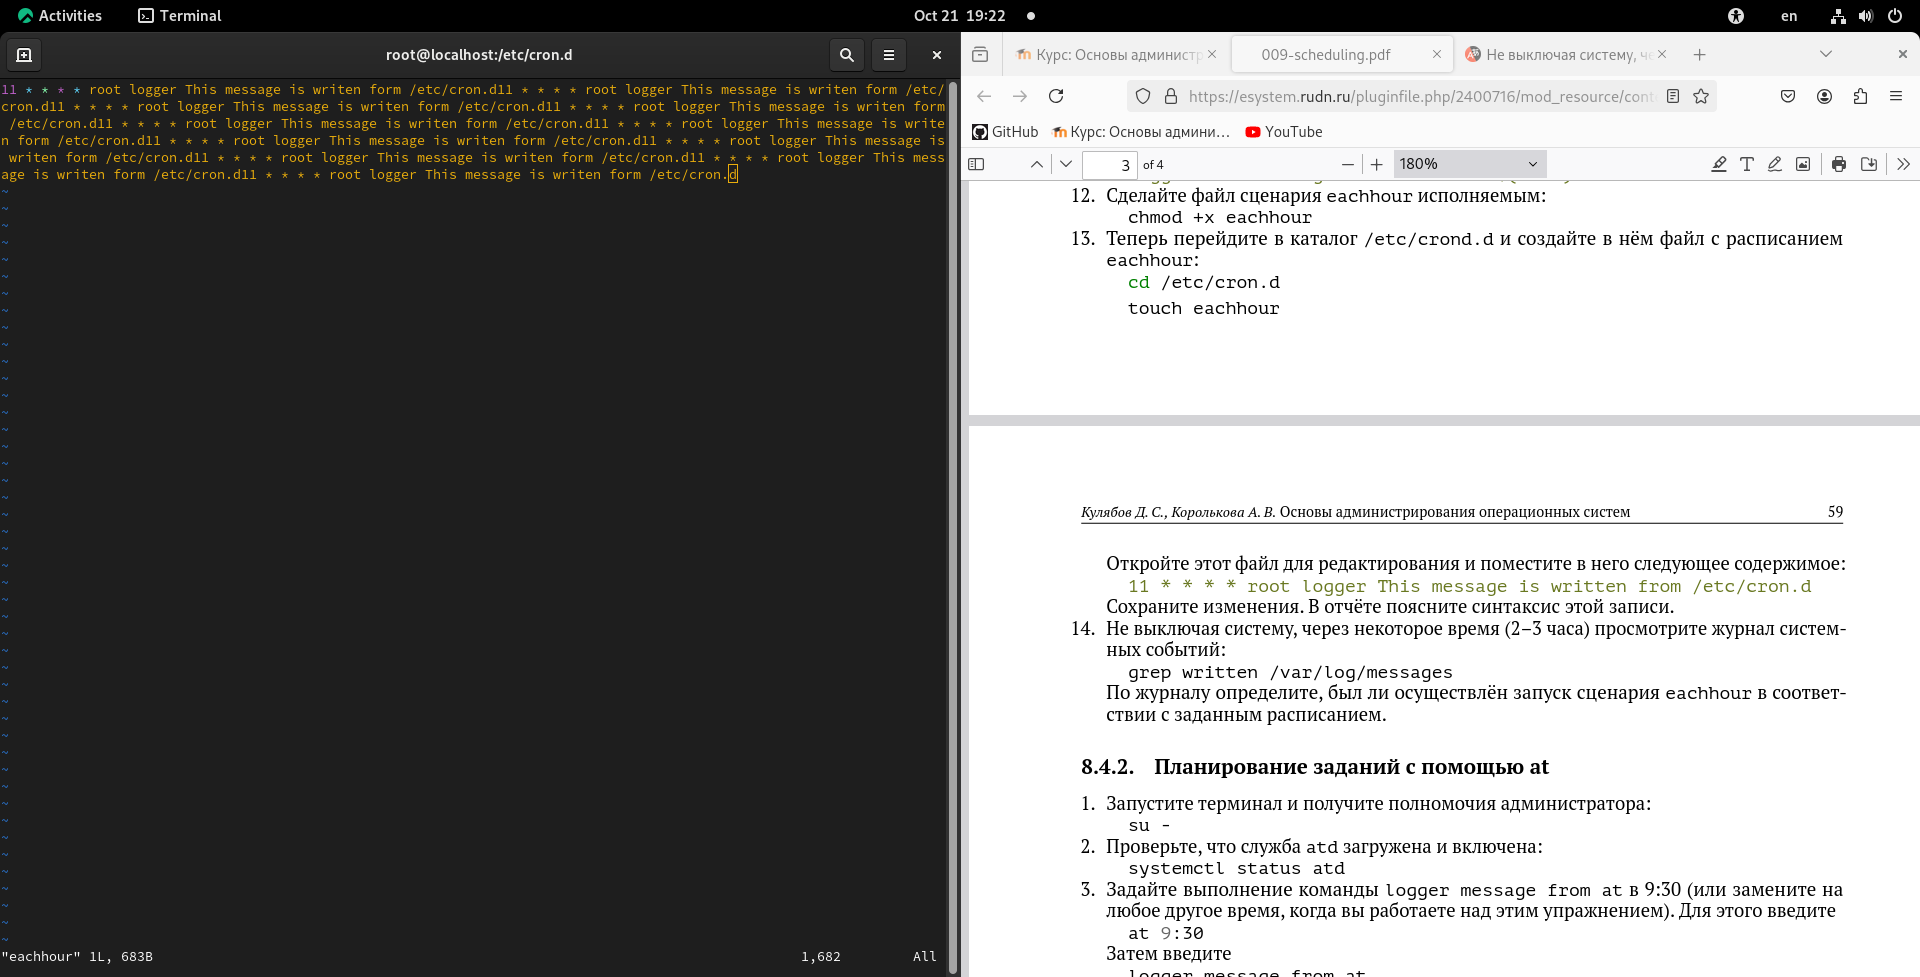 Activities
Terminal
Oct 21 19:22
en
root@localhost:/etc/cron.d
11 * * * * root logger This message is writen form /etc/cron.d11 * * * * root logger This message is writen form /etc/
cron.d11 * * * * root logger This message is writen form /etc/cron.d11 * * * * root logger This message is writen form
/etc/cron.d11 * * * * root logger This message is writen form /etc/cron.d11 * * * * root logger This message is write
n form /etc/cron.d11 * * * * root logger This message is writen form /etc/cron.d11 * * * * root logger This message is
writen form /etc/cron.d11 * * * * root logger This message is writen form /etc/cron.d11 * * * * root logger This mess
age is writen form /etc/cron.d11 * * * * root logger This message is writen form /etc/cron.d
"eachhour" 1L, 683B
1,682
All
Курс: Основы администр
009-scheduling.pdf
Не выключая систему, че
https://esystem.rudn.ru/pluginfile.php/2400716/mod_resource/cont
GitHub
Курс: Основы админи…
YouTube
3
of 4
180%
12. Сделайте файл сценария eachhour исполняемым:
chmod +x eachhour
13. Теперь перейдите в каталог /etc/crond.d и создайте в нём файл с расписанием
eachhour:
cd /etc/cron.d
touch eachhour
Кулябов Д. С., Королькова А. В. Основы администрирования операционных систем
59
Откройте этот файл для редактирования и поместите в него следующее содержимое:
11 * * * * root logger This message is written from /etc/cron.d
Сохраните изменения. В отчёте поясните синтаксис этой записи.
14. Не выключая систему, через некоторое время (2–3 часа) просмотрите журнал систем-
ных событий:
grep written /var/log/messages
По журналу определите, был ли осуществлён запуск сценария eachhour в соответ-
ствии с заданным расписанием.
8.4.2. Планирование заданий с помощью at
1. Запустите терминал и получите полномочия администратора:
su -
2. Проверьте, что служба atd загружена и включена:
systemctl status atd
3. Задайте выполнение команды logger message from at в 9:30 (или замените на
любое другое время, когда вы работаете над этим упражнением). Для этого введите
at 9:30
Затем введите
logger message from at